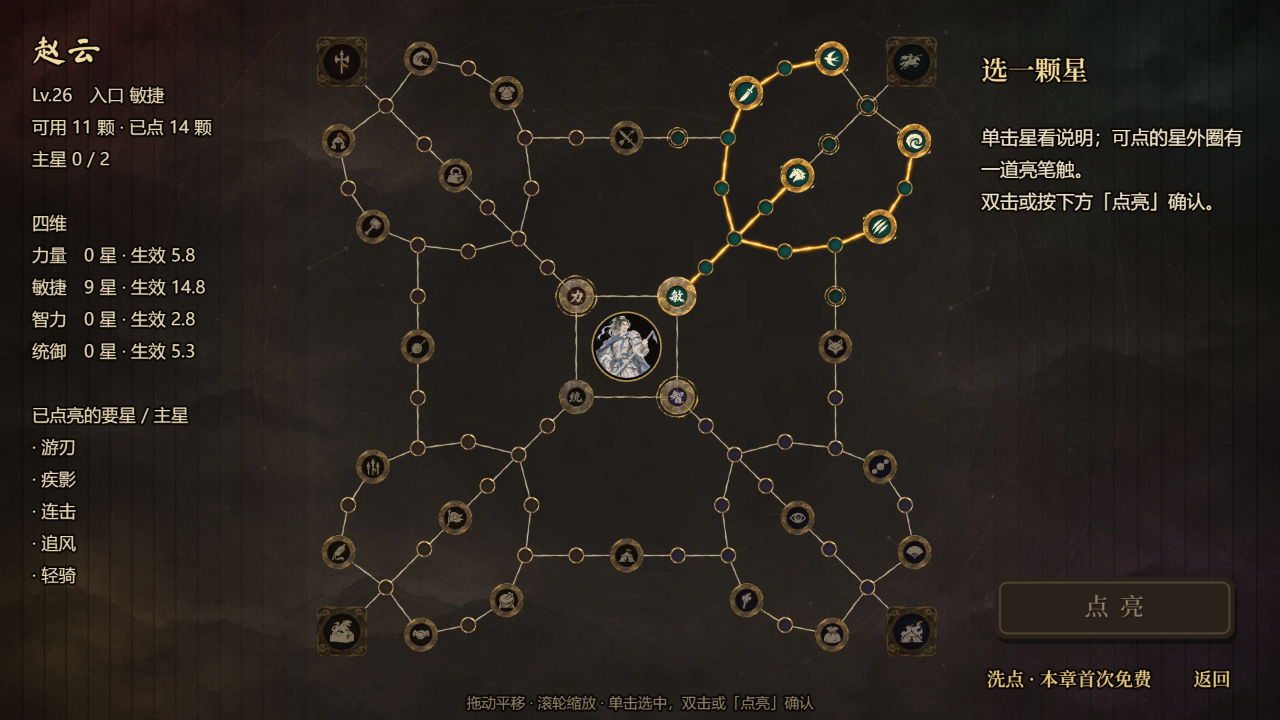 赵云
Lv.26 入口 敏捷
可用 11 颗 · 已点 14 颗
主星 0 / 2
四维
力量 0 星 · 生效 5.8
敏捷 9 星 · 生效 14.8
智力 0 星 · 生效 2.8
统御 0 星 · 生效 5.3
已点亮的要星 / 主星
· 游刃
· 疾影
· 连击
· 追风
· 轻骑
力
敏
统
智
选一颗星
单击星看说明；可点的星外圈有
一道亮笔触。
双击或按下方「点亮」确认。
点亮
洗点 · 本章首次免费
返回
拖动平移 · 滚轮缩放 · 单击选中，双击或「点亮」确认